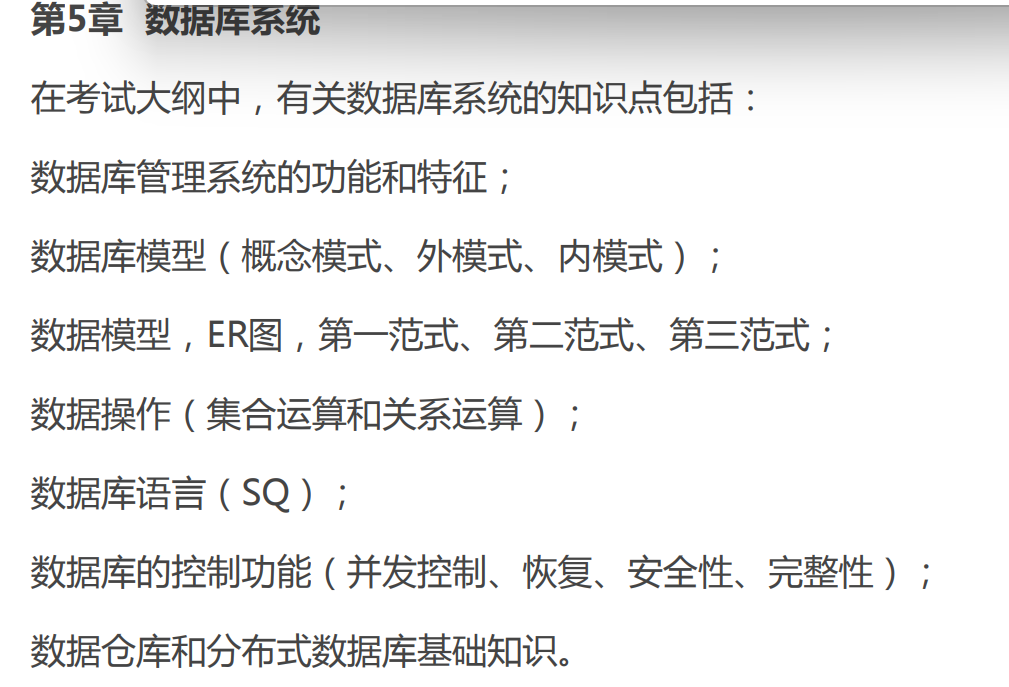 第5章 数据库系统
在考试大纲中，有关数据库系统的知识点包括：
数据库管理系统的功能和特征；
数据库模型（概念模式、外模式、内模式）；
数据模型，ER图，第一范式、第二范式、第三范式；
数据操作（集合运算和关系运算）；
数据库语言（SQ）；
数据库的控制功能（并发控制、恢复、安全性、完整性）；
数据仓库和分布式数据库基础知识。